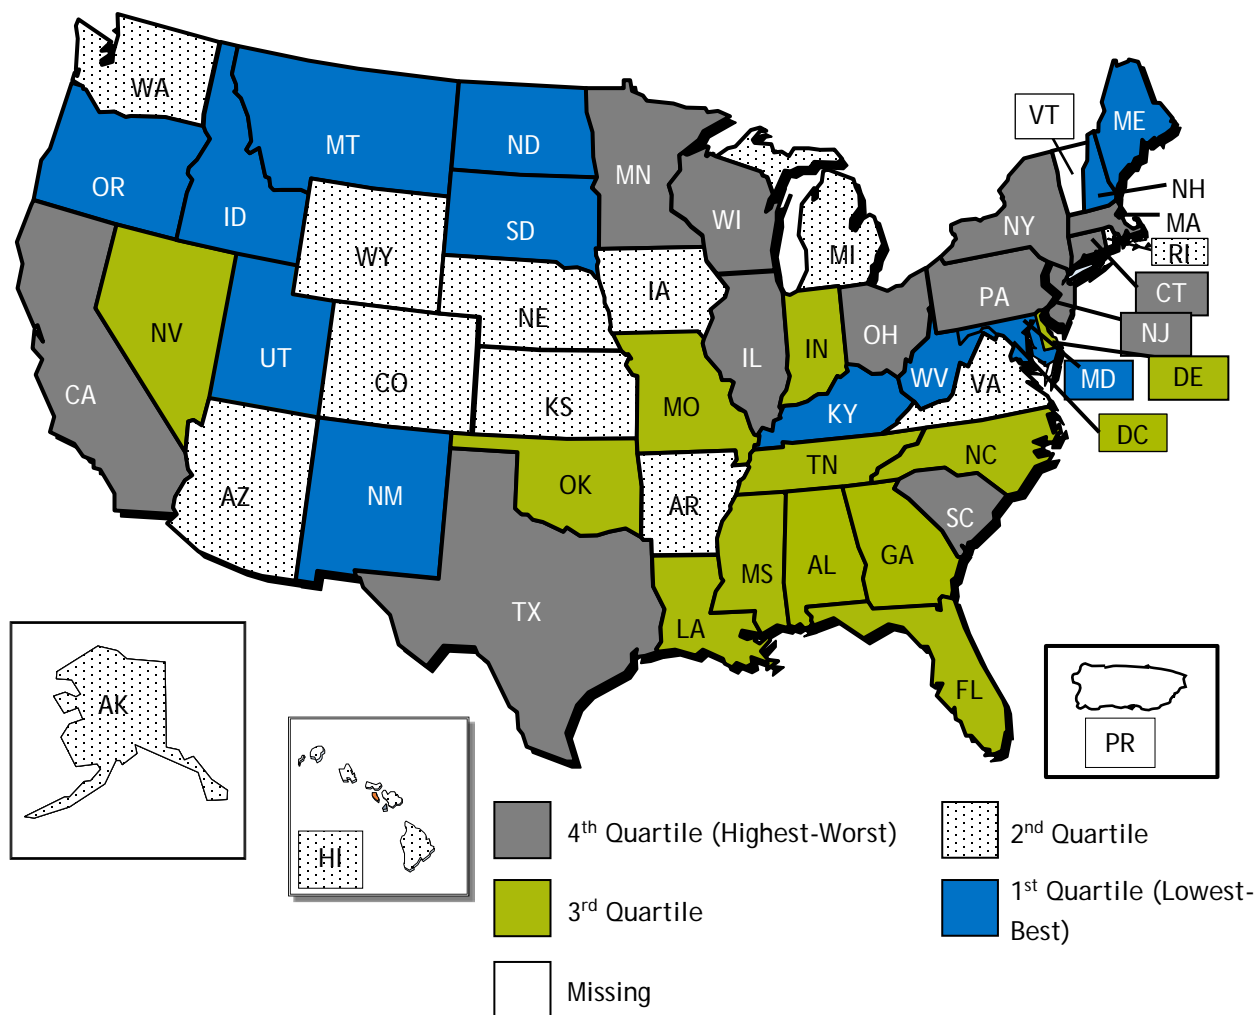 WA
MT
ND
MN
VT
ME
OR
ID
SD
WI
NH
NY
MA
WY
MI
RI
IA
PA
CT
NE
NV
UT
IL
IN
OH
NJ
CO
CA
KS
MO
WV
VA
MD
DE
KY
DC
TN
NC
AZ
NM
OK
AR
SC
GA
MS
AL
TX
LA
FL
AK
HI
PR
4th Quartile (Highest-Worst)
2nd Quartile
3rd Quartile
1st Quartile (Lowest-
Best)
Missing